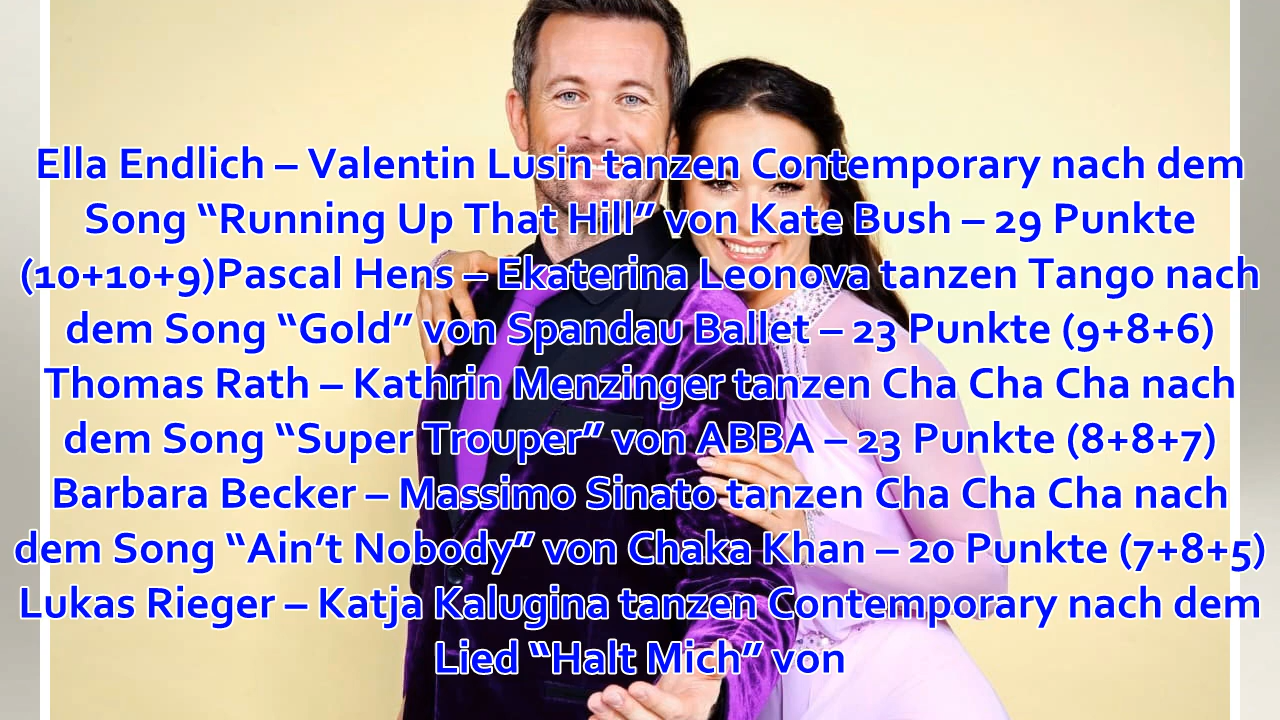 Ella Endlich – Valentin Lusin tanzen Contemporary nach dem
Song “Running Up That Hill” von Kate Bush – 29 Punkte
(10+10+9)Pascal Hens – Ekaterina Leonova tanzen Tango nach
dem Song “Gold” von Spandau Ballet – 23 Punkte (9+8+6)
Thomas Rath – Kathrin Menzinger tanzen Cha Cha Cha nach
dem Song “Super Trouper” von ABBA – 23 Punkte (8+8+7)
Barbara Becker – Massimo Sinato tanzen Cha Cha Cha nach
dem Song “Ain’t Nobody” von Chaka Khan – 20 Punkte (7+8+5)
Lukas Rieger – Katja Kalugina tanzen Contemporary nach dem
Lied “Halt Mich” von